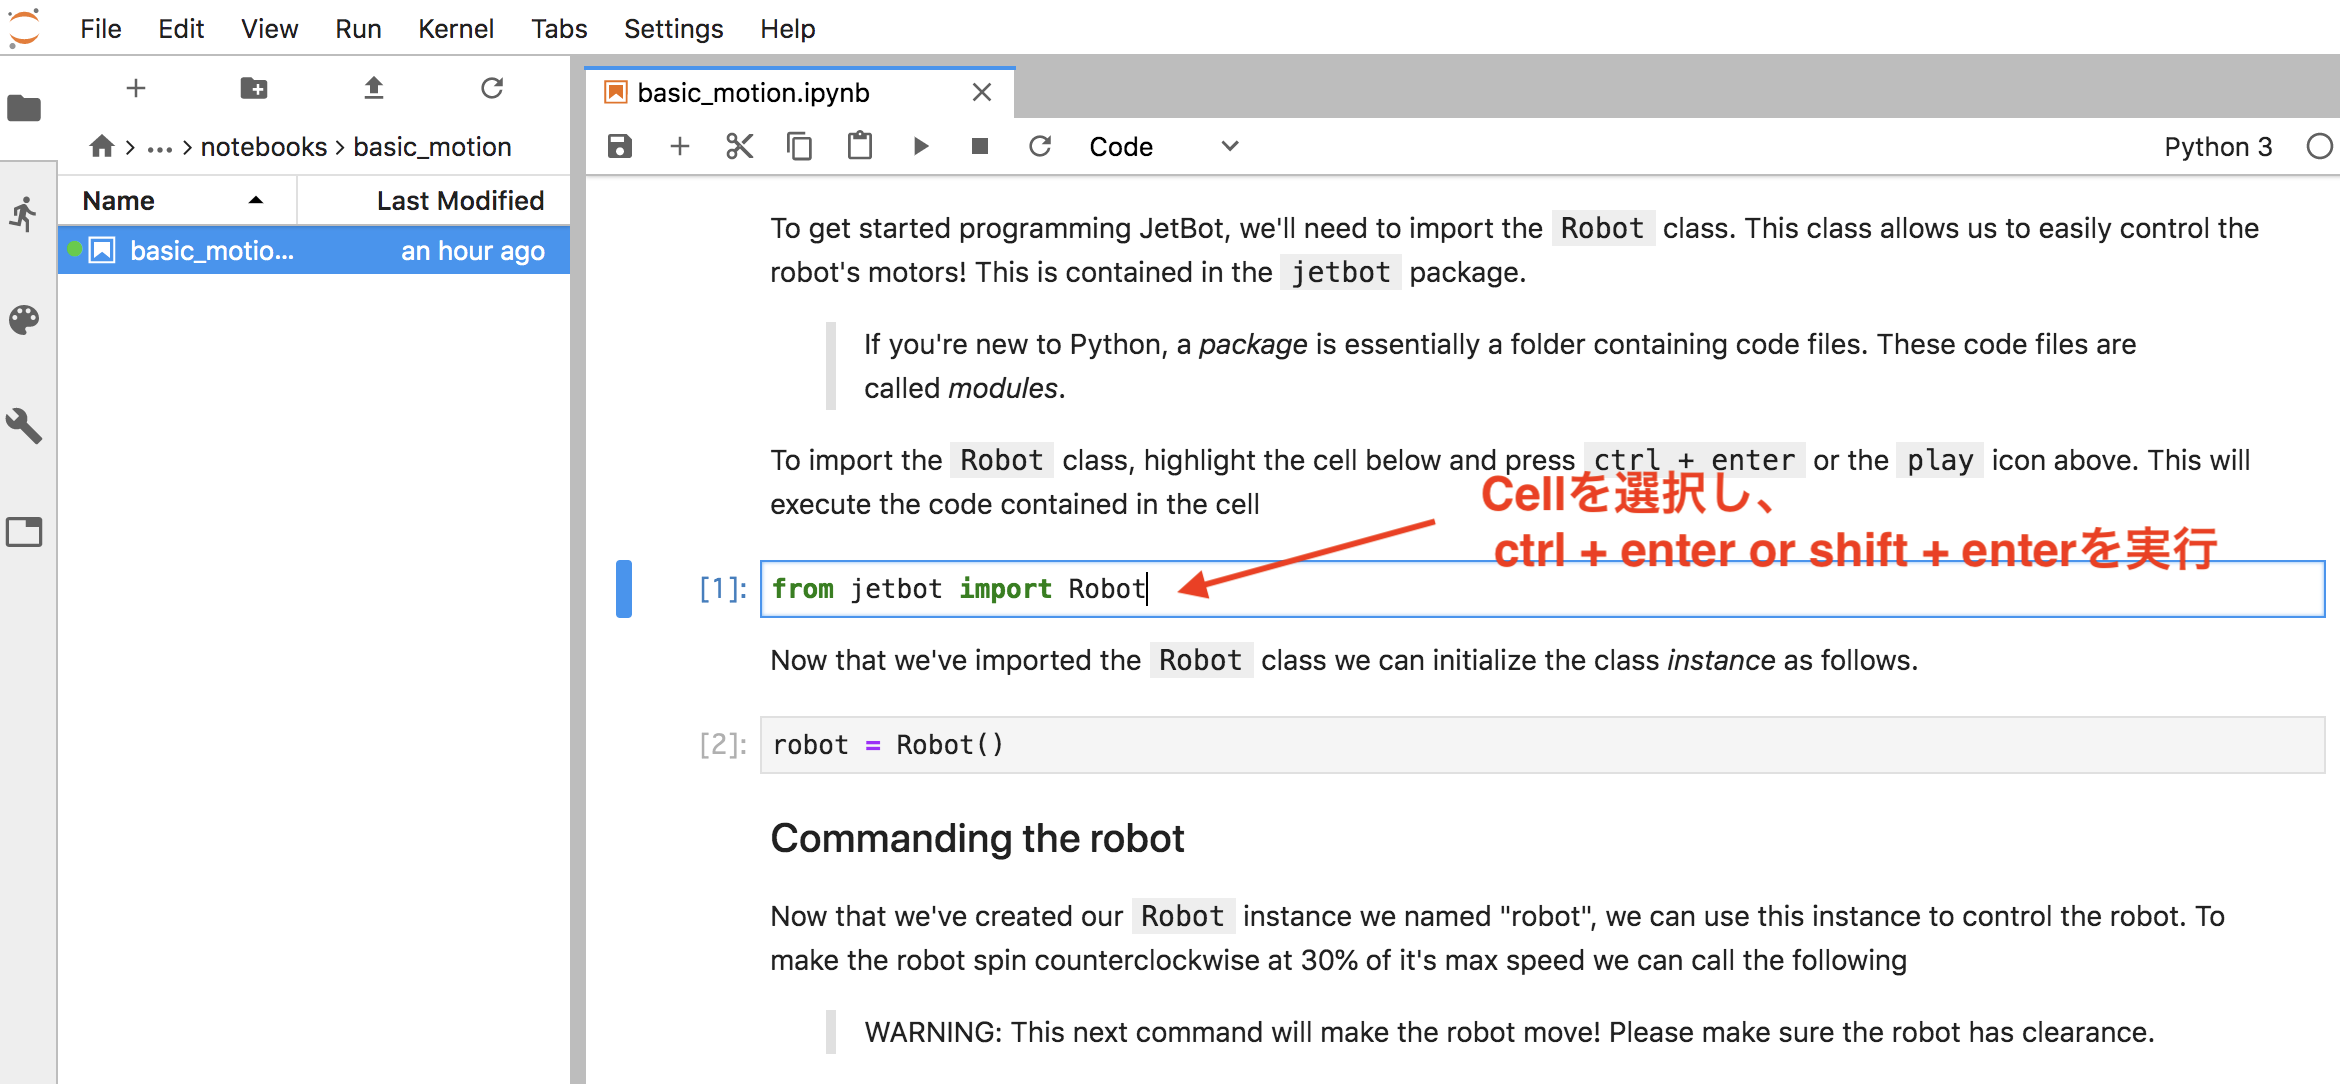 File Edit View Run Kernel Tabs Settings Help
basic_motion.ipynb
… > notebooks > basic_motion
Code
Python 3
Name
Last Modified
basic_motio...
an hour ago
To get started programming JetBot, we'll need to import the Robot class. This class allows us to easily control the
robot's motors! This is contained in the jetbot package.
If you're new to Python, a package is essentially a folder containing code files. These code files are
called modules.
To import the Robot class, highlight the cell below and press ctrl + enter or the play icon above. This will
execute the code contained in the cell
Cellを選択し、
ctrl + enter or shift + enterを実行
[1]: from jetbot import Robot
Now that we've imported the Robot class we can initialize the class instance as follows.
[2]: robot = Robot()
Commanding the robot
Now that we've created our Robot instance we named "robot", we can use this instance to control the robot. To
make the robot spin counterclockwise at 30% of it's max speed we can call the following
WARNING: This next command will make the robot move! Please make sure the robot has clearance.